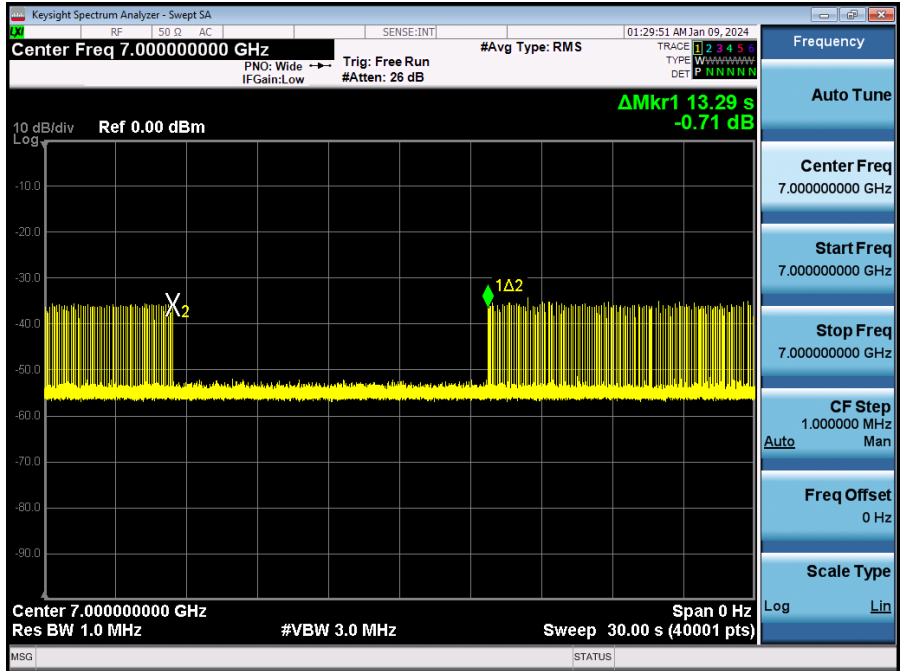 Keysight Spectrum Analyzer - Swept SA
LXI RF 50 Ω AC SENSE:INT 01:29:51 AM Jan 09, 2024
Center Freq 7.000000000 GHz #Avg Type: RMS TRACE 1 2 3 4 5 6
PNO: Wide Trig: Free Run TYPE WWWWWW
IFGain:Low #Atten: 26 dB DET P N N N N N
ΔMkr1 13.29 s
-0.71 dB
10 dB/div Ref 0.00 dBm
Log
-10.0
-20.0
-30.0
-40.0
-50.0
-60.0
-70.0
-80.0
-90.0
X2
1Δ2
Center 7.000000000 GHz Span 0 Hz
Res BW 1.0 MHz #VBW 3.0 MHz Sweep 30.00 s (40001 pts)
MSG STATUS
Frequency
Auto Tune
Center Freq
7.000000000 GHz
Start Freq
7.000000000 GHz
Stop Freq
7.000000000 GHz
CF Step
1.000000 MHz
Auto Man
Freq Offset
0 Hz
Scale Type
Log Lin